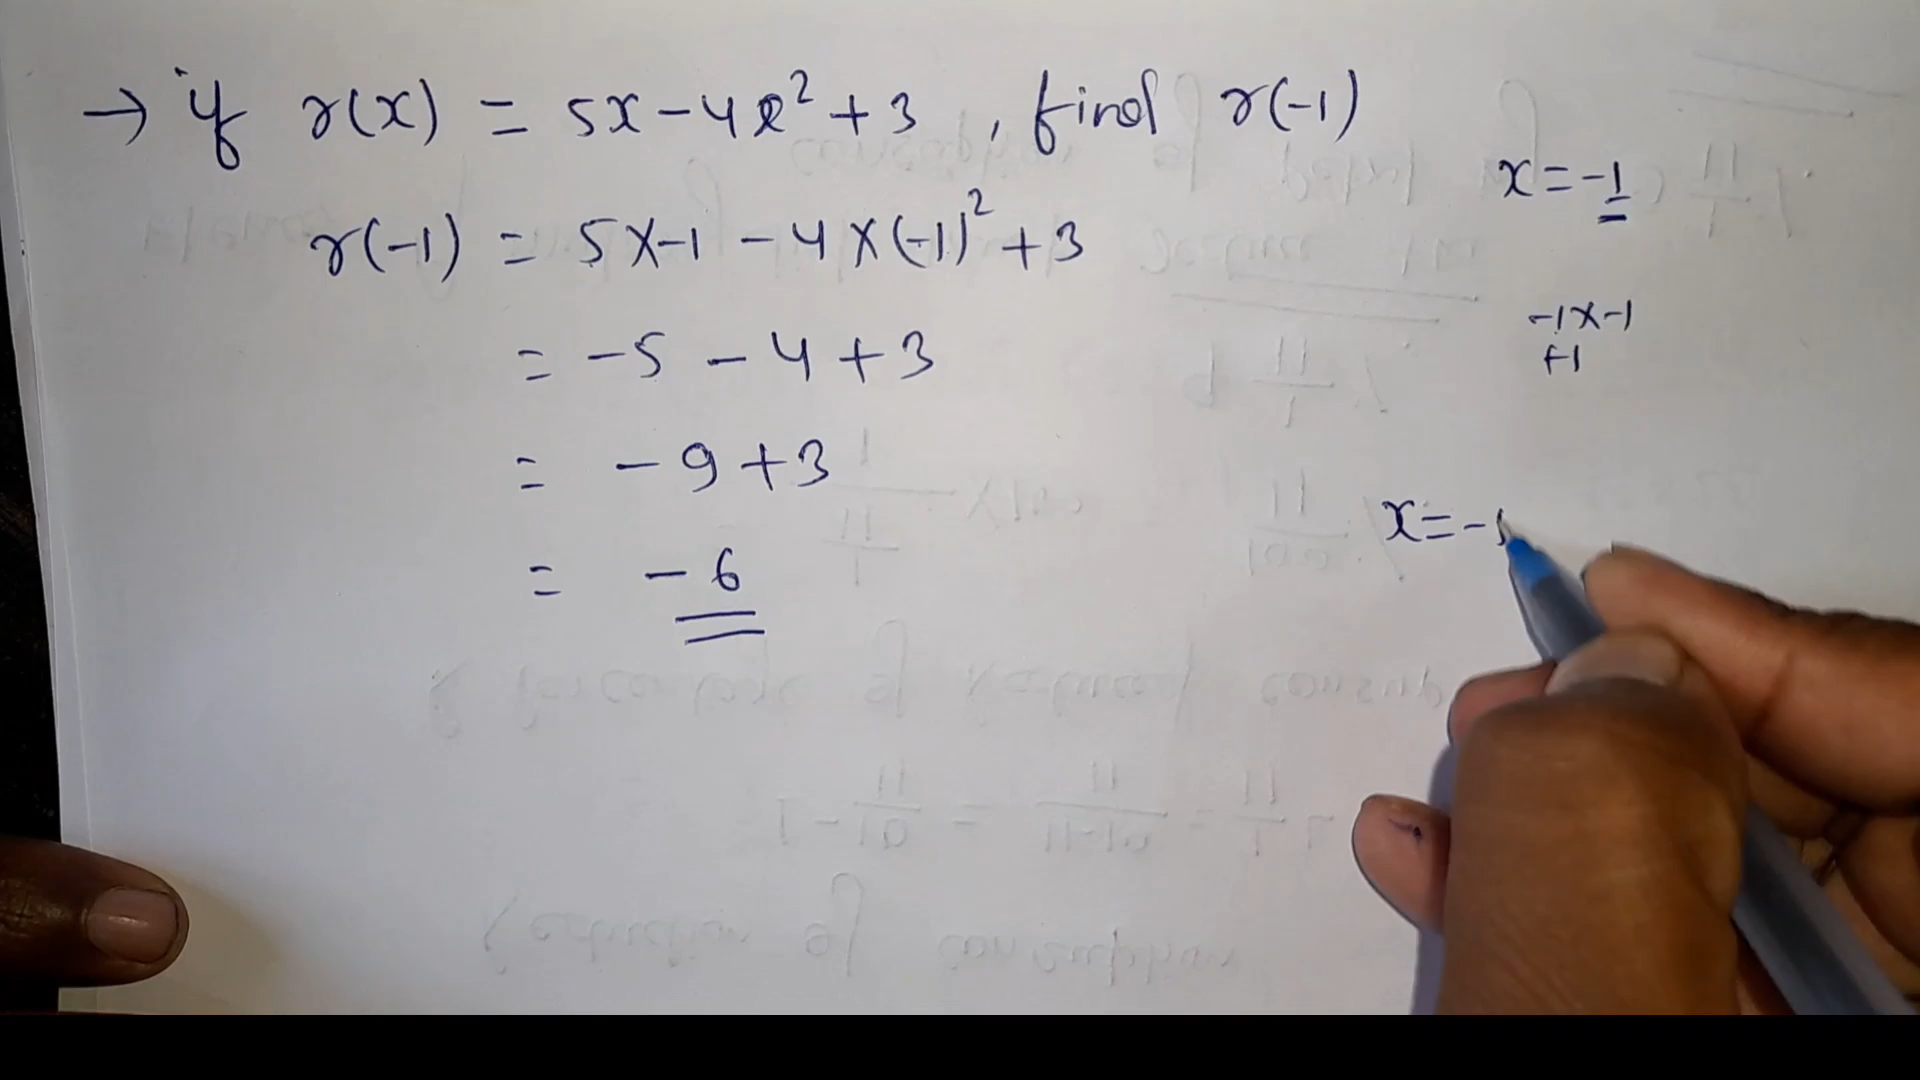 → if r(x) = 5x - 4x² + 3 , find r(-1)
x = -1
r(-1) = 5 x -1 - 4 x (-1)² + 3
-1 x -1
+1
= -5 - 4 + 3
= -9 + 3
x = -1
= -6